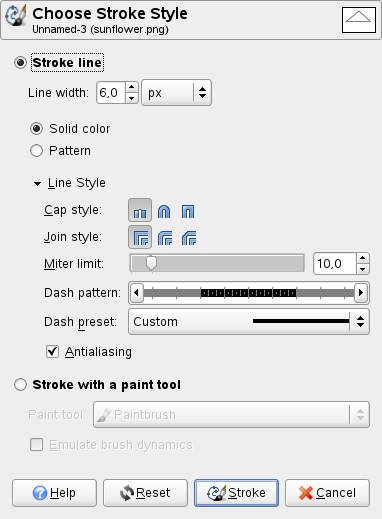 Choose Stroke Style
Unnamed-3 (sunflower.png)
Stroke line
Line width: 6,0 px
Solid color
Pattern
Line Style
Cap style:
Join style:
Miter limit: 10,0
Dash pattern:
Dash preset: Custom
Antialiasing
Stroke with a paint tool
Paint tool: Paintbrush
Emulate brush dynamics
Help Reset Stroke Cancel